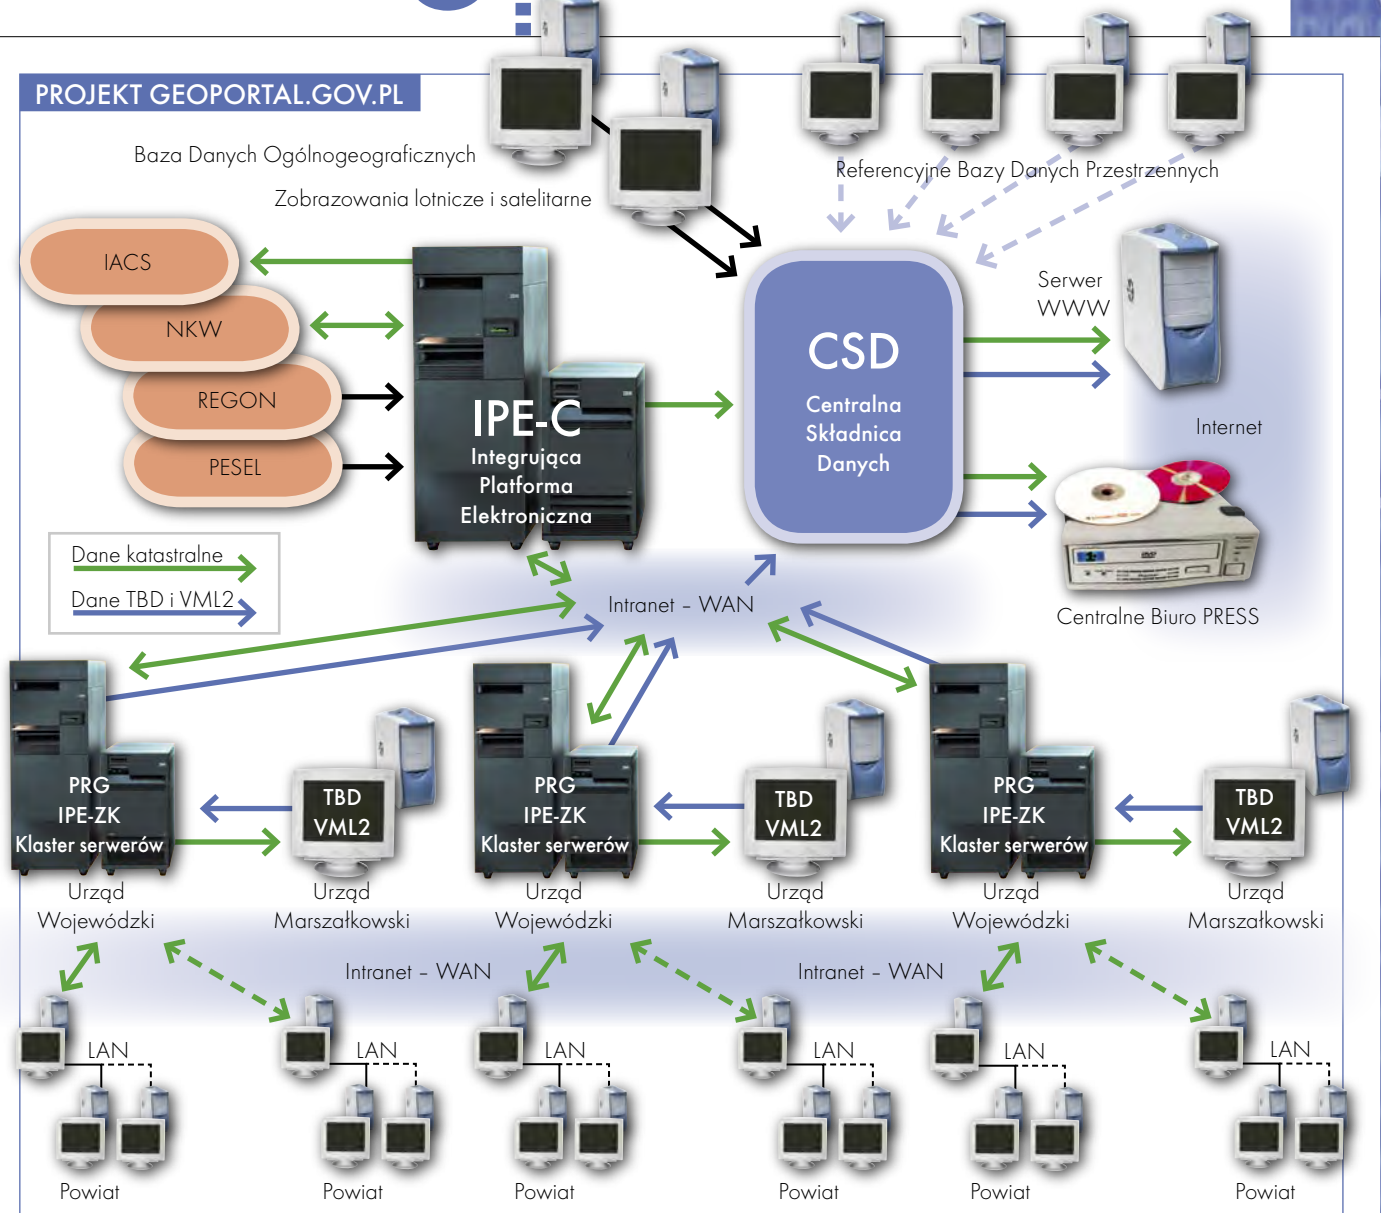 PROJEKT GEOPORTAL.GOV.PL
Baza Danych Ogólnogeograficznych
Zobrazowania lotnicze i satelitarne
Referencyjne Bazy Danych Przestrzennych
IACS
NKW
REGON
PESEL
IPE-C
Integrująca
Platforma
Elektroniczna
CSD
Centralna
Składnica
Danych
Serwer
WWW
Internet
Centralne Biuro PRESS
Dane katastralne
Dane TBD i VML2
Intranet – WAN
PRG
IPE-ZK
Klaster serwerów
Urząd
Wojewódzki
TBD
VML2
Urząd
Marszałkowski
PRG
IPE-ZK
Klaster serwerów
Urząd
Wojewódzki
TBD
VML2
Urząd
Marszałkowski
PRG
IPE-ZK
Klaster serwerów
Urząd
Wojewódzki
TBD
VML2
Urząd
Marszałkowski
Intranet – WAN
Intranet – WAN
LAN
LAN
LAN
LAN
LAN
LAN
Powiat
Powiat
Powiat
Powiat
Powiat
Powiat